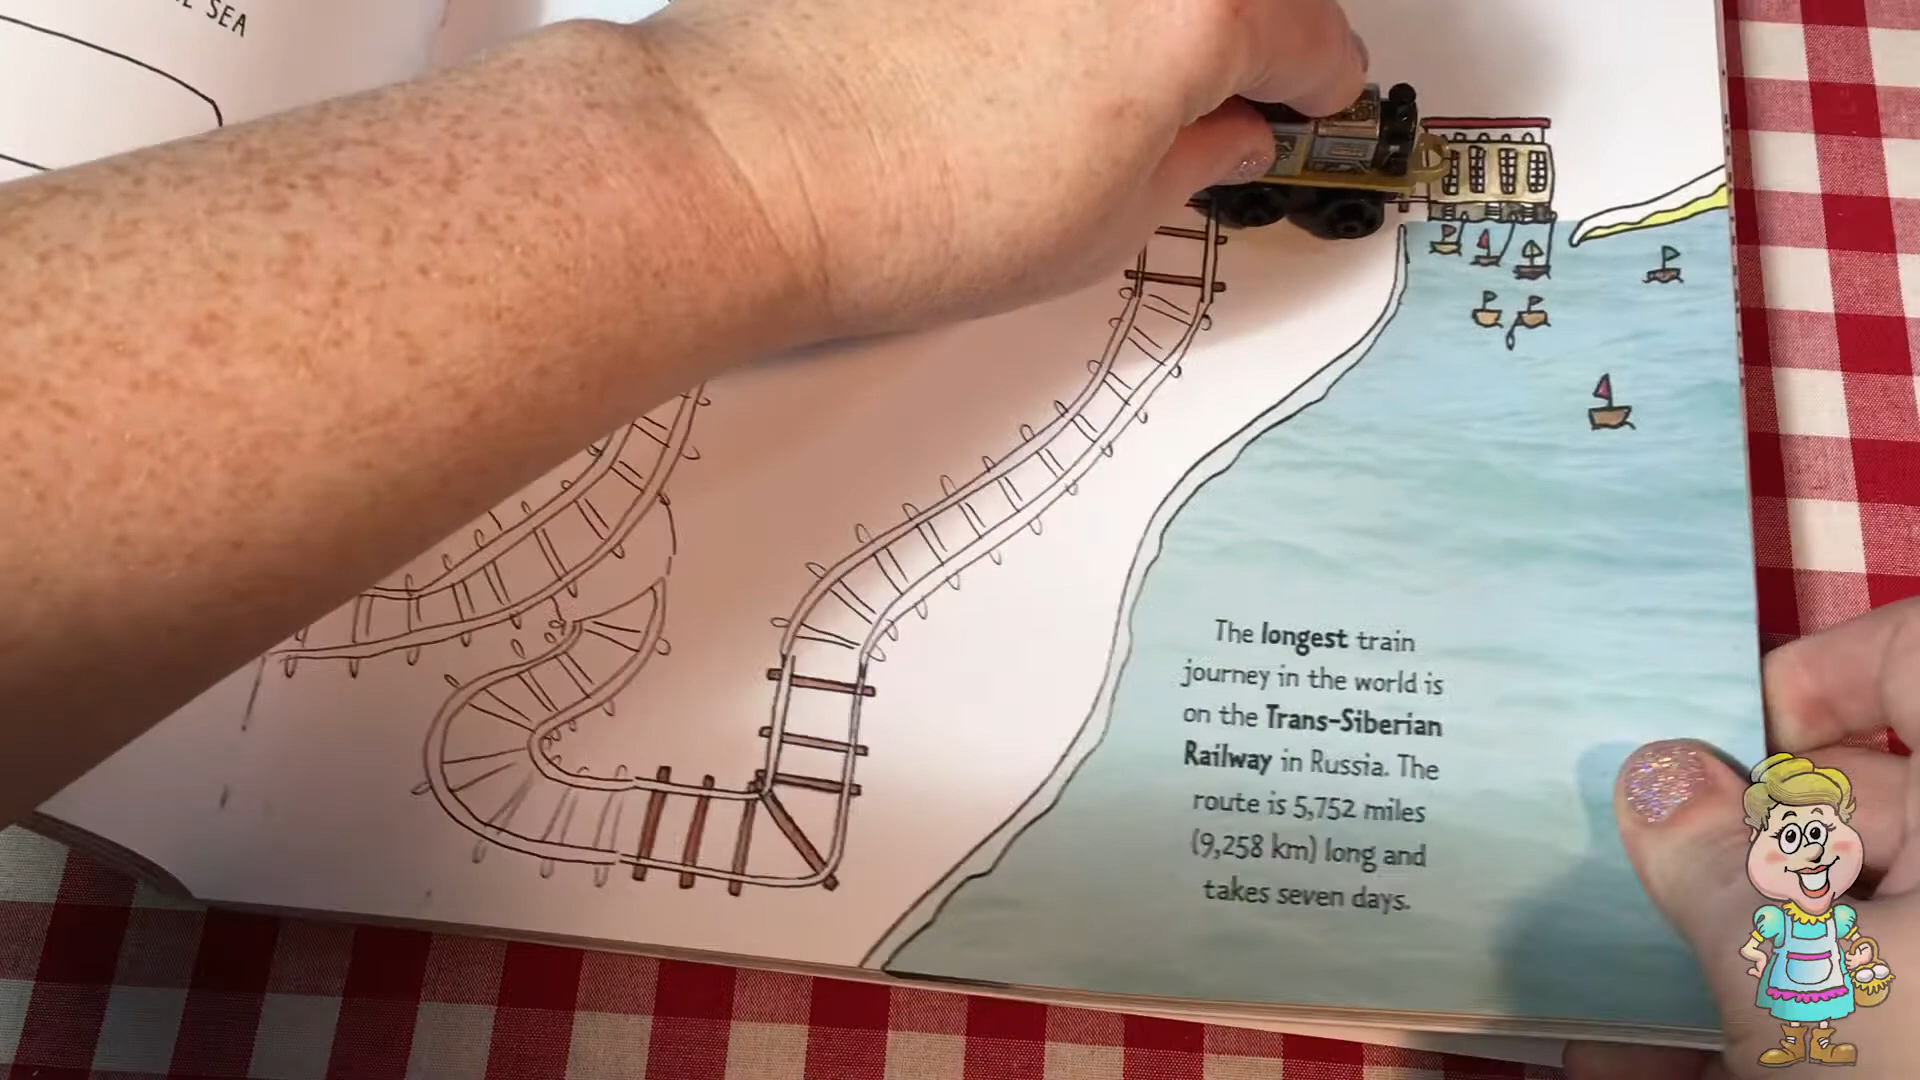 SEA
The longest train
journey in the world is
on the Trans-Siberian
Railway in Russia. The
route is 5,752 miles
(9,258 km) long and
takes seven days.